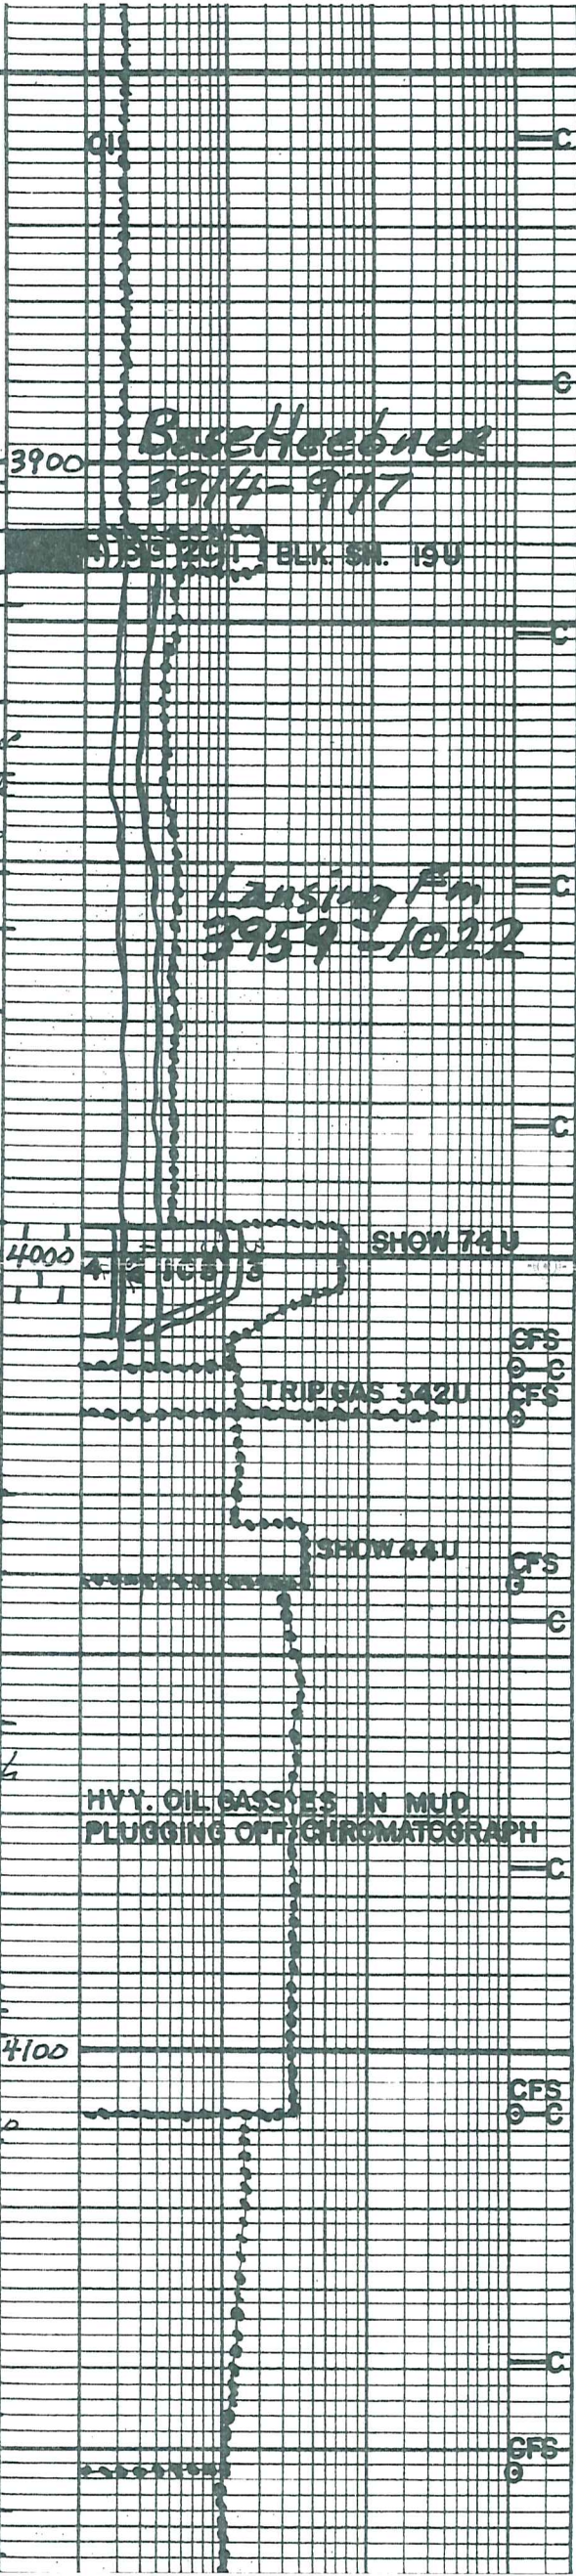 C1
C
C
Base Heebner
3900
3914-977
BLK. SH. 19U
C
Lansing Fm
C
3959-1022
C
SHOW 74U
4000
CFS
C
TRIP GAS 342U
CFS
SHOW 44U
CFS
C
HVY. OIL GASSES IN MUD
PLUGGING OFF CHROMATOGRAPH
C
4100
CFS
C
C
CFS